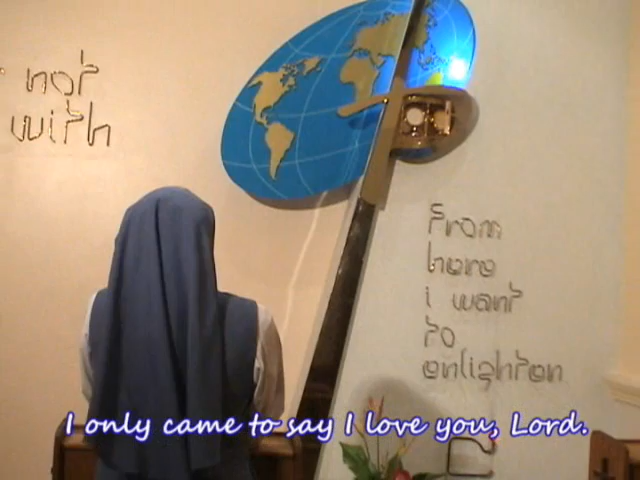 not
with
from
here
i want
to
enlighten
I only came to say I love you, Lord.